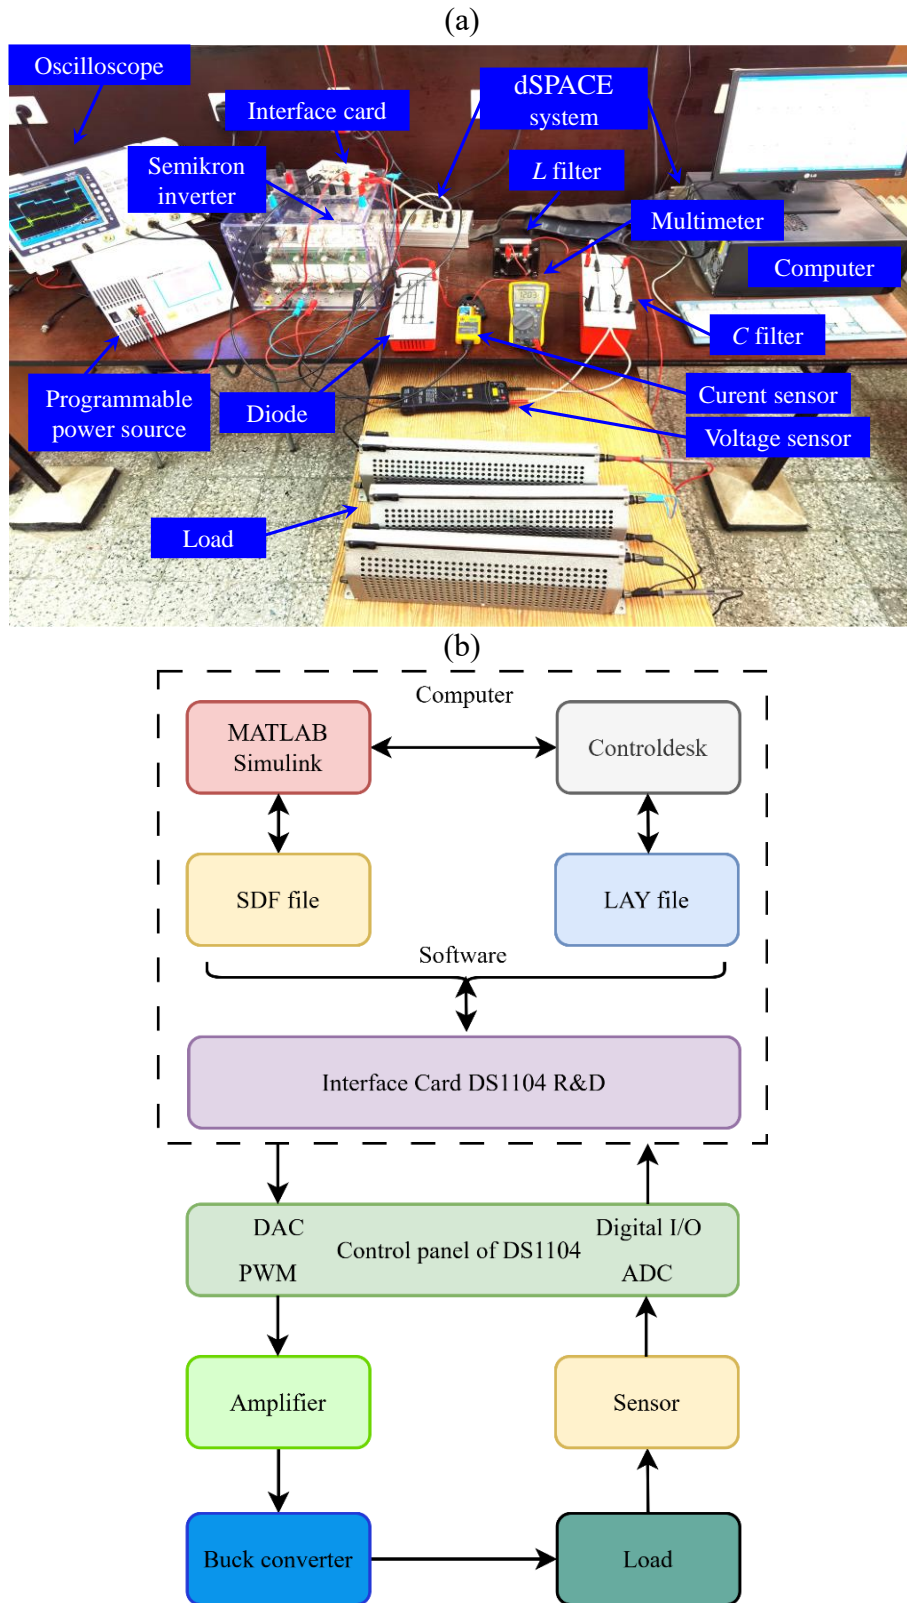 (a)
Oscilloscope
Interface card
dSPACE
system
Semikron
inverter
L filter
Multimeter
Computer
C filter
Programmable
power source
Diode
Curent sensor
Voltage sensor
Load
(b)
Computer
MATLAB
Simulink
Controldesk
SDF file
LAY file
Software
Interface Card DS1104 R&D
DAC
Digital I/O
Control panel of DS1104
PWM
ADC
Amplifier
Sensor
Buck converter
Load